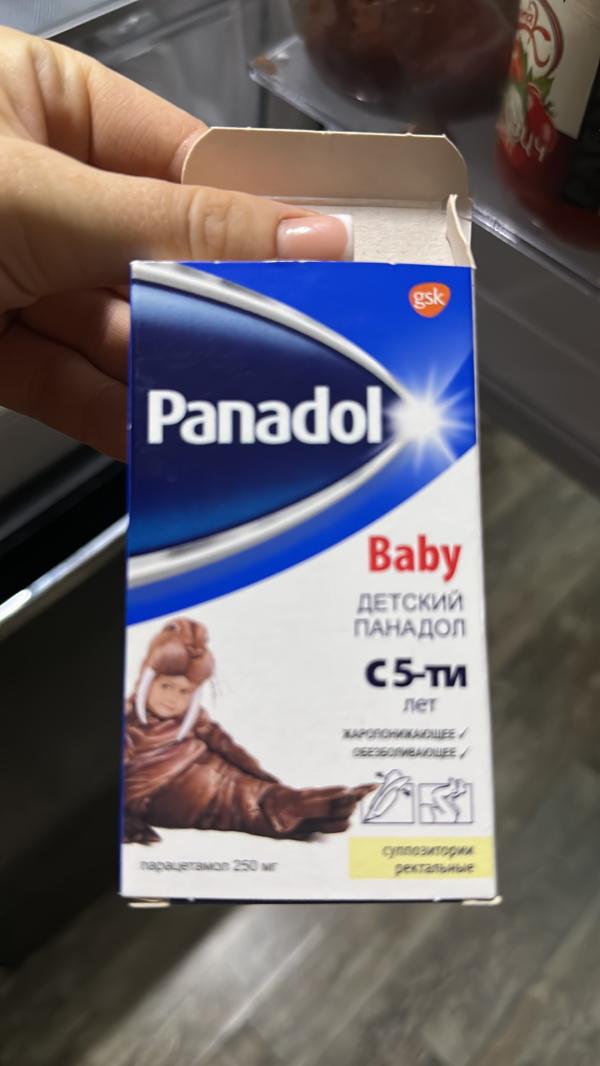 gsk
Panadol
Baby
ДЕТСКИЙ
ПАНАДОЛ
с 5-ти
лет
ЖАРОПОНИЖАЮЩЕЕ ✓
ОБЕЗБОЛИВАЮЩЕЕ ✓
суппозитории
ректальные
парацетамол 250 мг